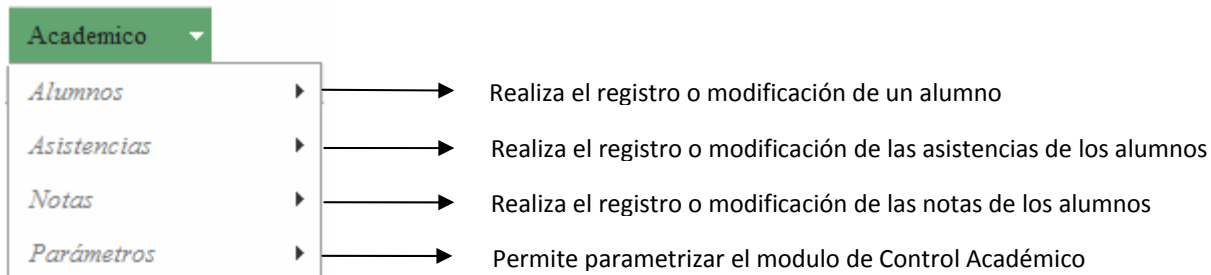 Academico
Alumnos Realiza el registro o modificación de un alumno
Asistencias Realiza el registro o modificación de las asistencias de los alumnos
Notas Realiza el registro o modificación de las notas de los alumnos
Parámetros Permite parametrizar el modulo de Control Académico